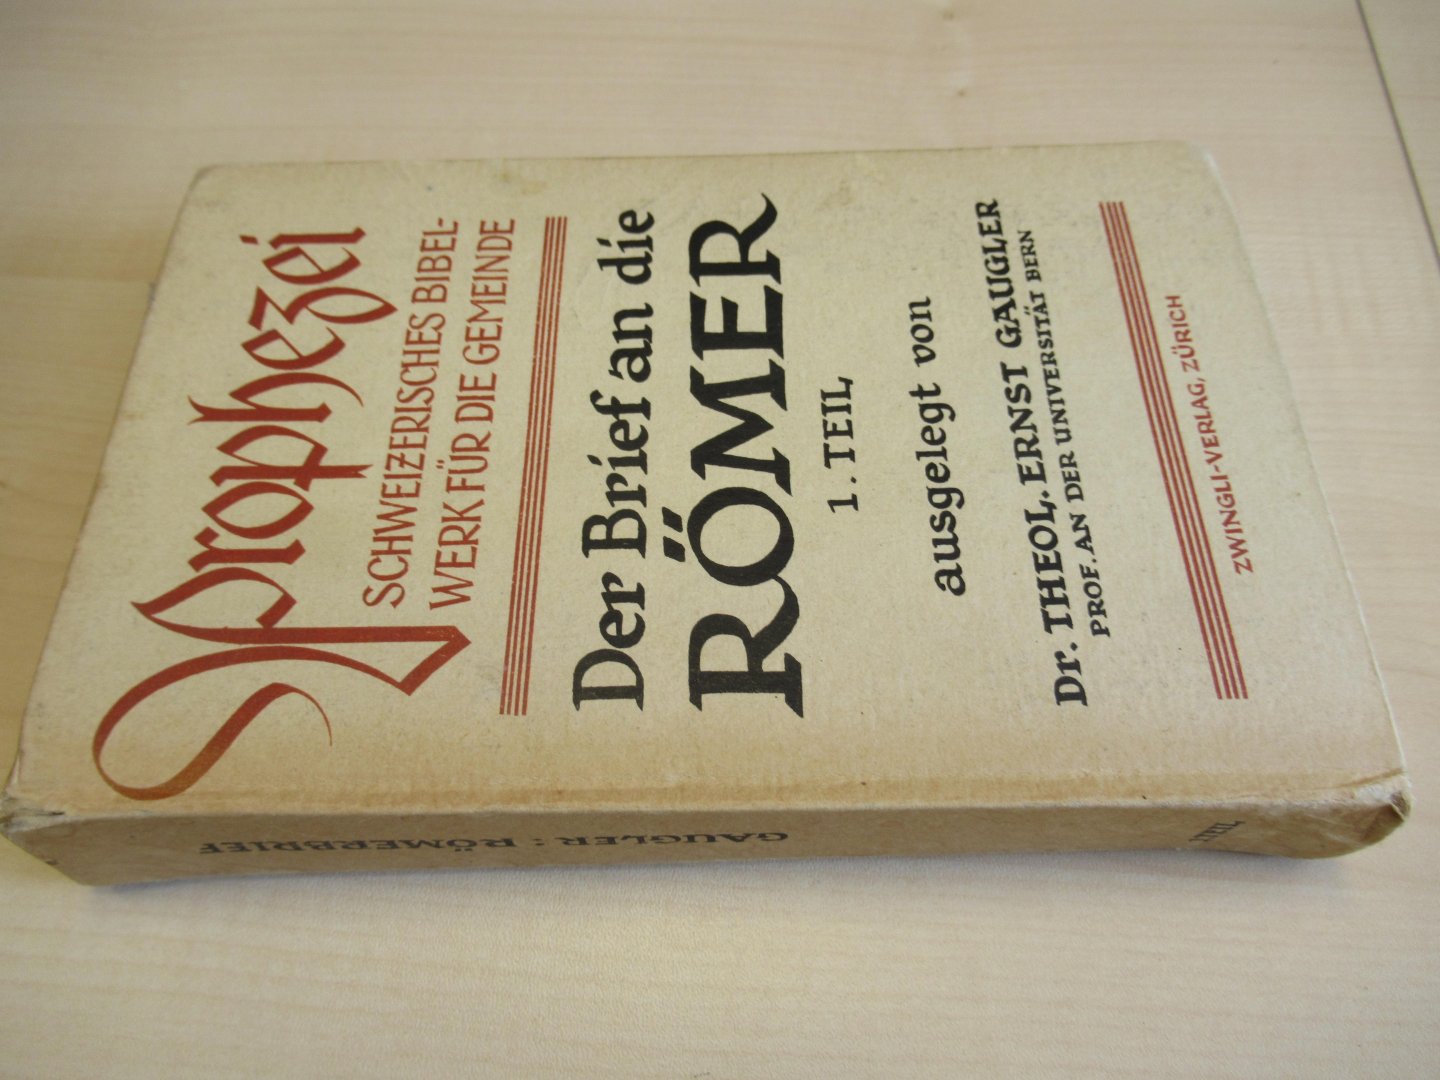 Prophezei
SCHWEIZERISCHES BIBEL-
WERK FÜR DIE GEMEINDE
Der Brief an die
RÖMER
1. TEIL
ausgelegt von
Dr. THEOL. ERNST GAUGLER
PROF. AN DER UNIVERSITÄT BERN
ZWINGLI-VERLAG, ZÜRICH
GAUGLER: RÖMERBRIEF